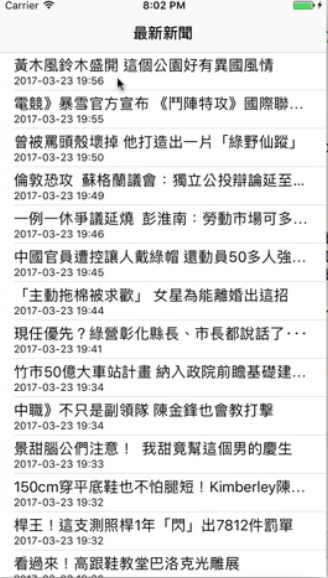 Carrier
8:02 PM
最新新聞
黃木風鈴木盛開 這個公園好有異國風情
2017-03-23 19:56
電競》暴雪官方宣布 《鬥陣特攻》國際聯...
2017-03-23 19:55
曾被罵頭殼壞掉 他打造出一片「綠野仙蹤」
2017-03-23 19:50
倫敦恐攻 蘇格蘭議會：獨立公投辯論延至...
2017-03-23 19:49
一例一休爭議延燒 彭淮南：勞動市場可多...
2017-03-23 19:46
中國官員遭控讓人戴綠帽 還動員50多人強...
2017-03-23 19:45
「主動拖棉被求歡」 女星為能離婚出這招
2017-03-23 19:44
現任優先？綠營彰化縣長、市長都說話了···
2017-03-23 19:41
竹市50億大車站計畫 納入政院前瞻基礎建...
2017-03-23 19:34
中職》不只是副領隊 陳金鋒也會教打擊
2017-03-23 19:34
景甜腦公們注意！ 我甜竟幫這個男的慶生
2017-03-23 19:33
150cm穿平底鞋也不怕腿短！Kimberley陳...
2017-03-23 19:32
桿王！這支測照桿1年「閃」出7812件罰單
2017-03-23 19:32
看過來！高跟鞋教堂巴洛克光雕展